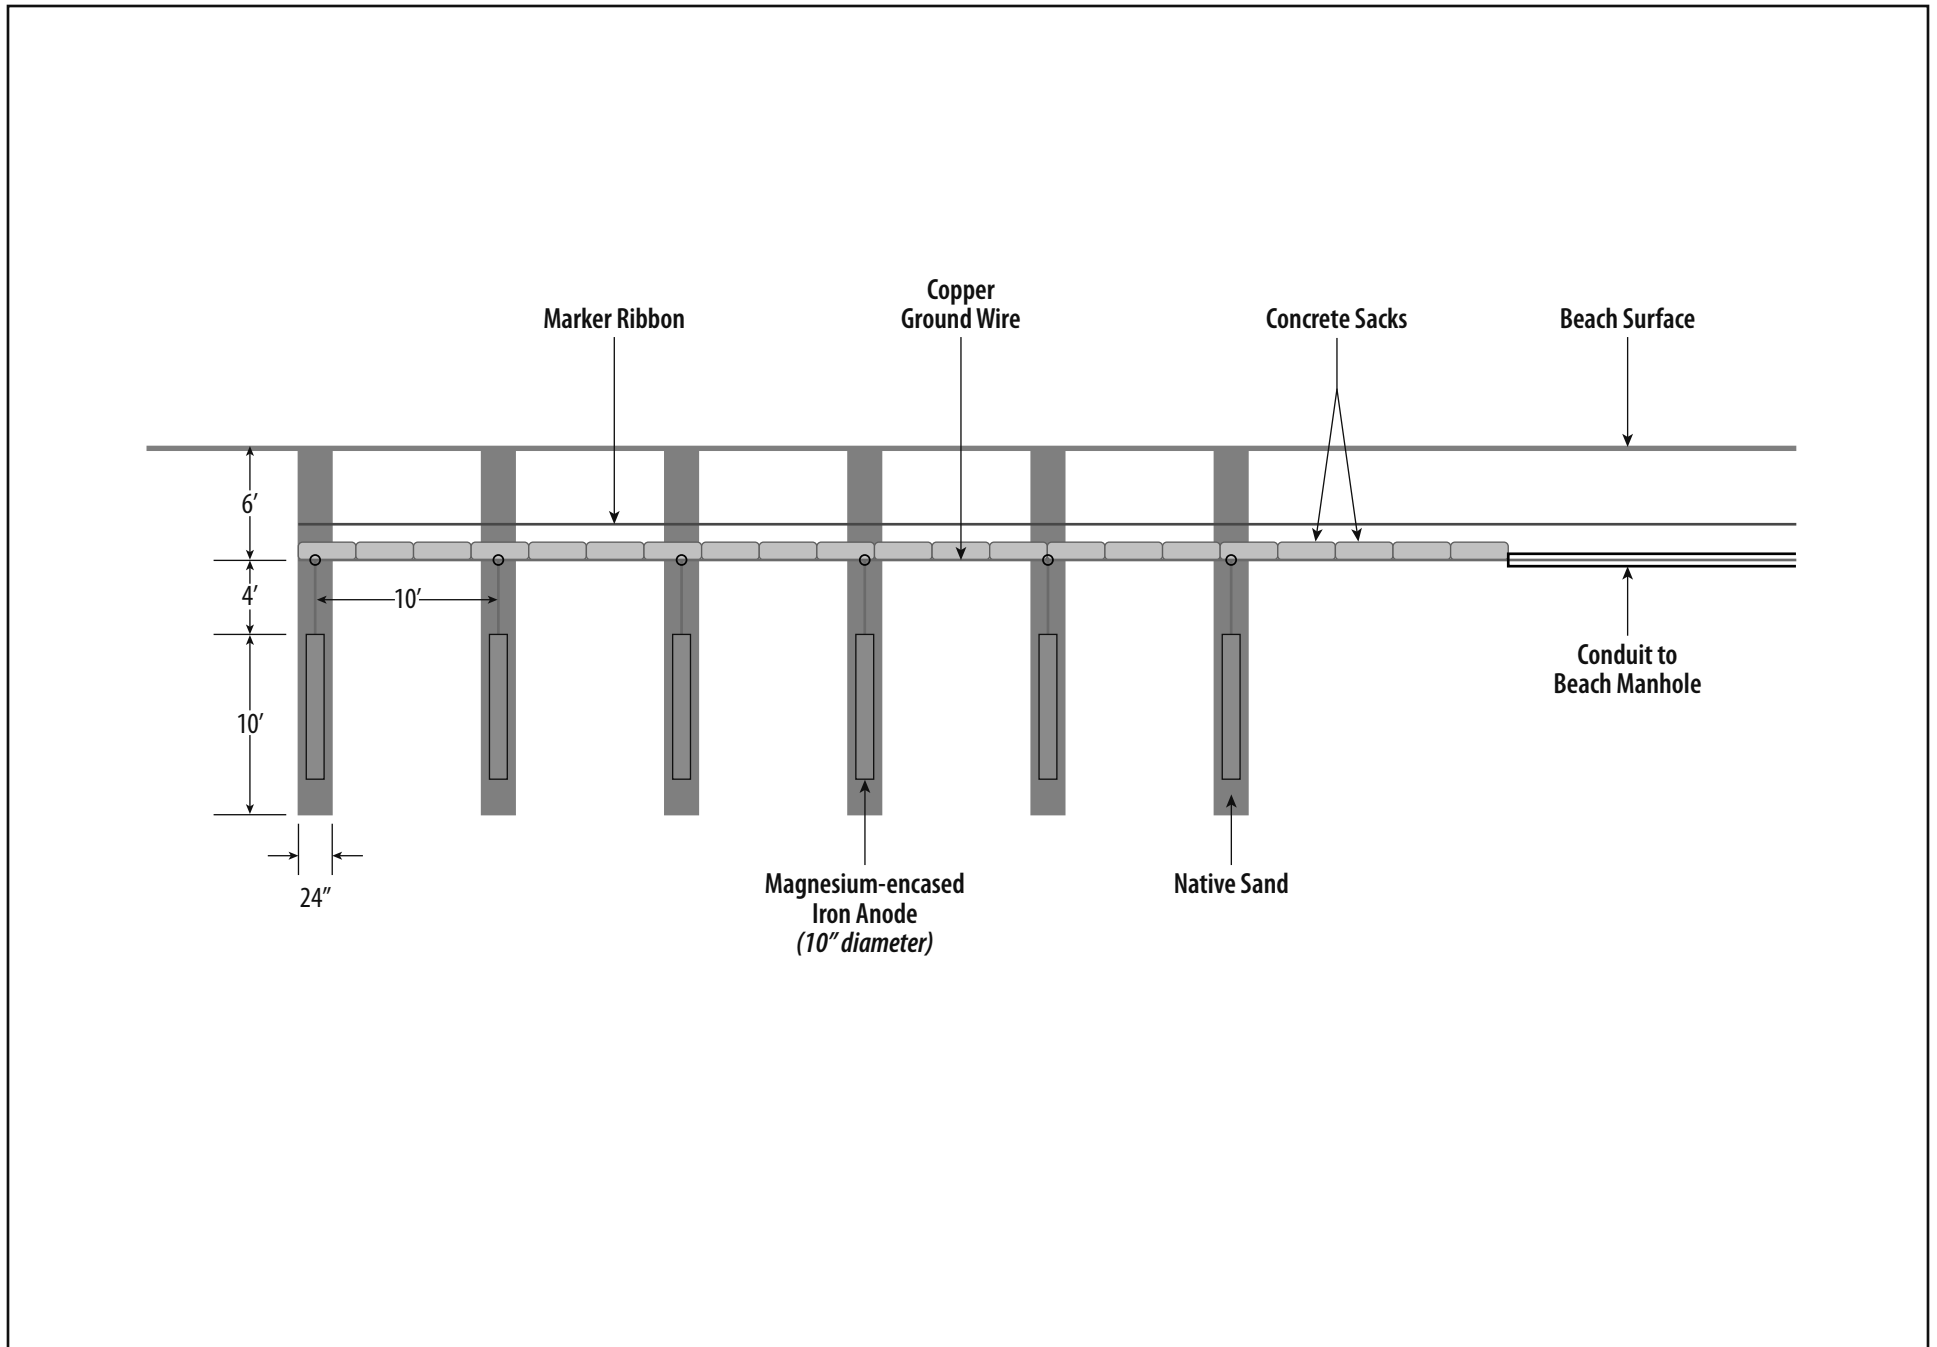 Copper
Marker Ribbon
Ground Wire
Concrete Sacks
Beach Surface
6’
4’
10’
10’
Conduit to
Beach Manhole
24”
Magnesium-encased
Iron Anode
(10” diameter)
Native Sand